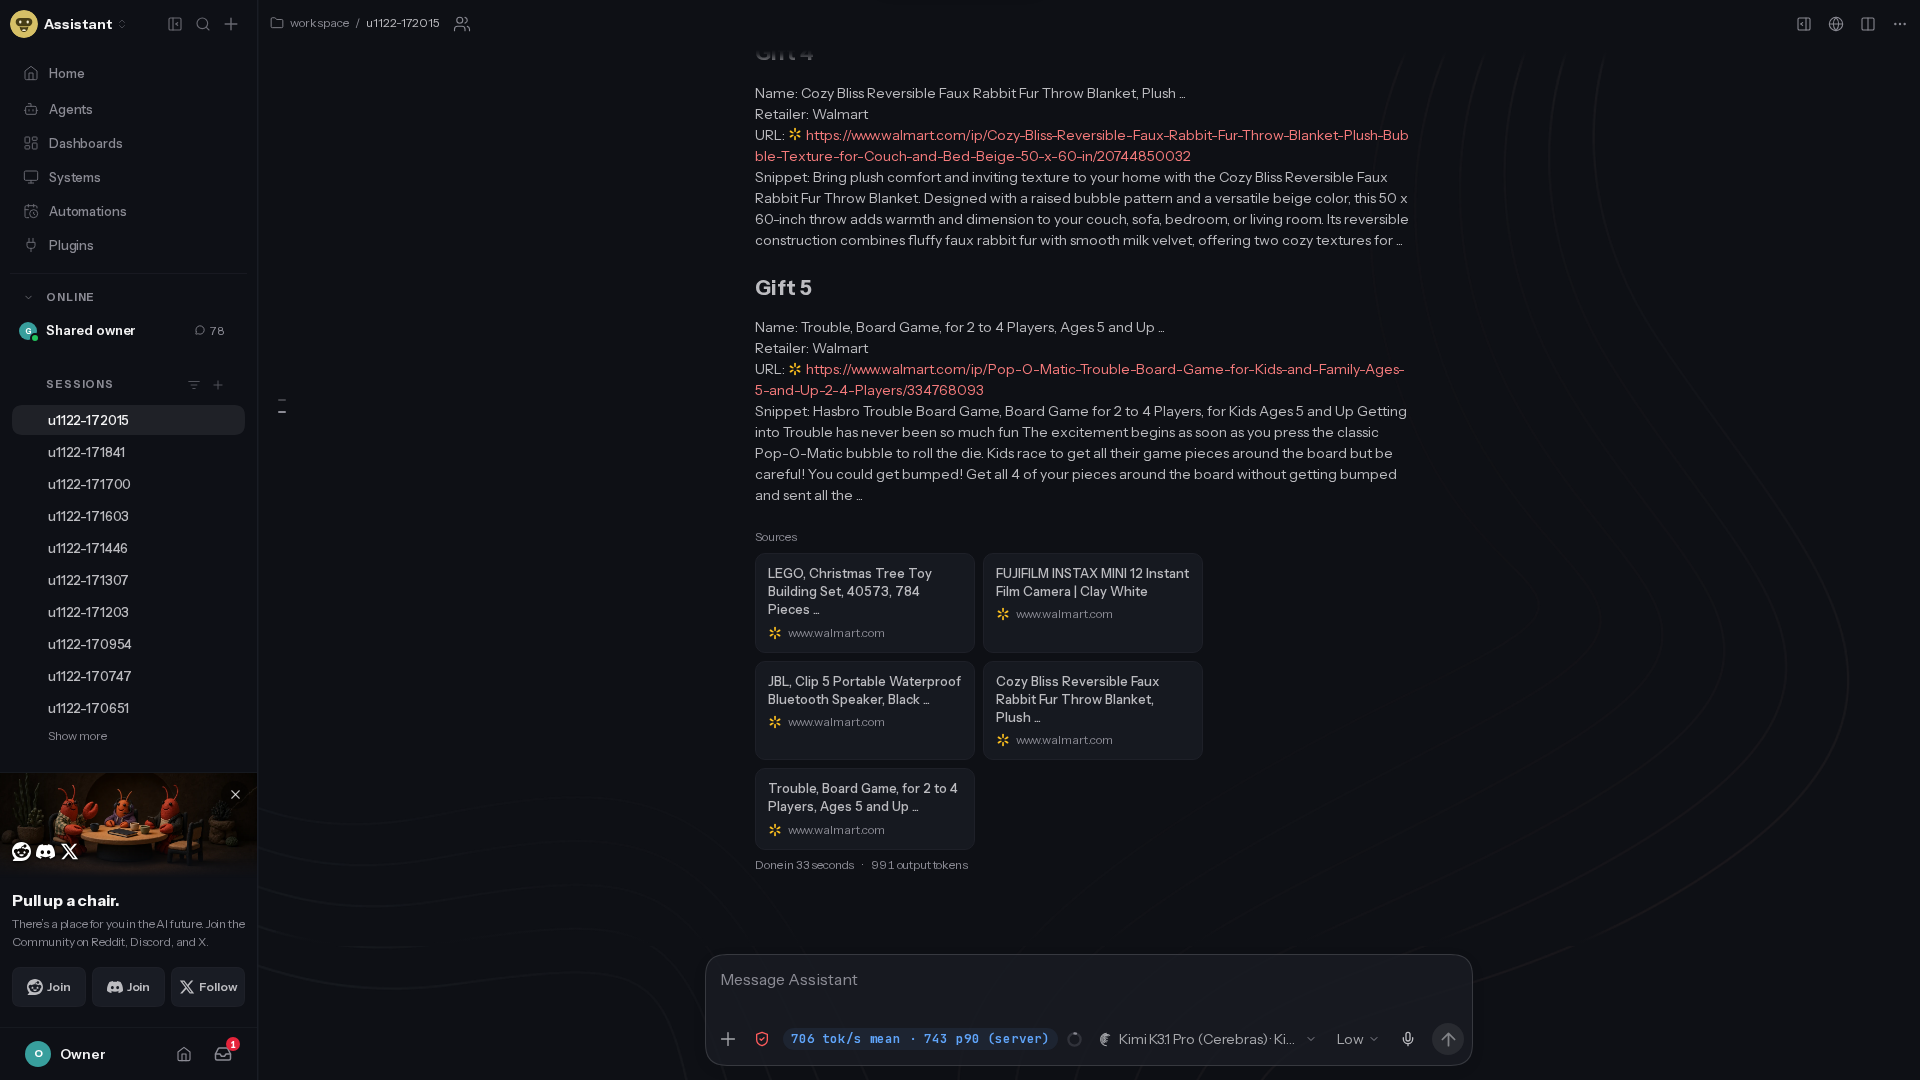 Assistant
Home
Agents
Dashboards
Systems
Automations
Plugins
ONLINE
G
Shared owner
78
SESSIONS
u1122-172015
u1122-171841
u1122-171700
u1122-171603
u1122-171446
u1122-171307
u1122-171203
u1122-170954
u1122-170747
u1122-170651
Show more
Pull up a chair.
There's a place for you in the AI future. Join the
Community on Reddit, Discord, and X.
Join
Join
Follow
O
Owner
1
workspace / u1122-172015
Gift 4
Name: Cozy Bliss Reversible Faux Rabbit Fur Throw Blanket, Plush ...
Retailer: Walmart
URL: https://www.walmart.com/ip/Cozy-Bliss-Reversible-Faux-Rabbit-Fur-Throw-Blanket-Plush-Bub
ble-Texture-for-Couch-and-Bed-Beige-50-x-60-in/20744850032
Snippet: Bring plush comfort and inviting texture to your home with the Cozy Bliss Reversible Faux
Rabbit Fur Throw Blanket. Designed with a raised bubble pattern and a versatile beige color, this 50 x
60-inch throw adds warmth and dimension to your couch, sofa, bedroom, or living room. Its reversible
construction combines fluffy faux rabbit fur with smooth milk velvet, offering two cozy textures for ...
Gift 5
Name: Trouble, Board Game, for 2 to 4 Players, Ages 5 and Up ...
Retailer: Walmart
URL: https://www.walmart.com/ip/Pop-O-Matic-Trouble-Board-Game-for-Kids-and-Family-Ages-
5-and-Up-2-4-Players/334768093
Snippet: Hasbro Trouble Board Game, Board Game for 2 to 4 Players, for Kids Ages 5 and Up Getting
into Trouble has never been so much fun The excitement begins as soon as you press the classic
Pop-O-Matic bubble to roll the die. Kids race to get all their game pieces around the board but be
careful! You could get bumped! Get all 4 of your pieces around the board without getting bumped
and sent all the ...
Sources
LEGO, Christmas Tree Toy
Building Set, 40573, 784
Pieces ...
www.walmart.com
FUJIFILM INSTAX MINI 12 Instant
Film Camera | Clay White
www.walmart.com
JBL, Clip 5 Portable Waterproof
Bluetooth Speaker, Black ...
www.walmart.com
Cozy Bliss Reversible Faux
Rabbit Fur Throw Blanket,
Plush ...
www.walmart.com
Trouble, Board Game, for 2 to 4
Players, Ages 5 and Up ...
www.walmart.com
Done in 33 seconds · 991 output tokens
Message Assistant
706 tok/s mean · 743 p90 (server)
Kimi K3.1 Pro (Cerebras) · Ki...
Low